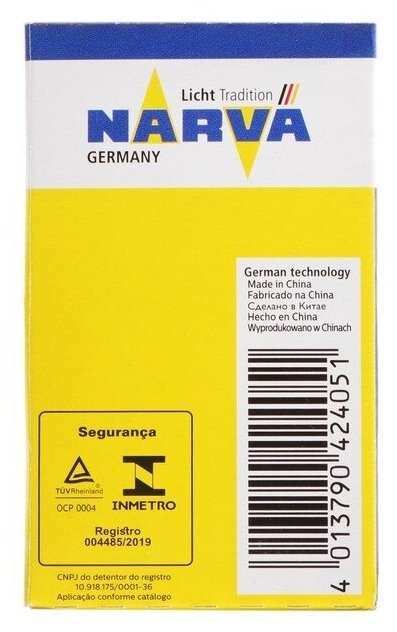 Licht Tradition
NARVA
GERMANY
German technology
Made in China
Fabricado na China
Сделано в Китае
Hecho en China
Wyprodukowano w Chinach
4 013790 424051
Segurança
TÜVRheinland
OCP 0004
INMETRO
Registro
004485/2019
CNPJ do detentor do registro
10.918.175/0001-36
Aplicação conforme catálogo